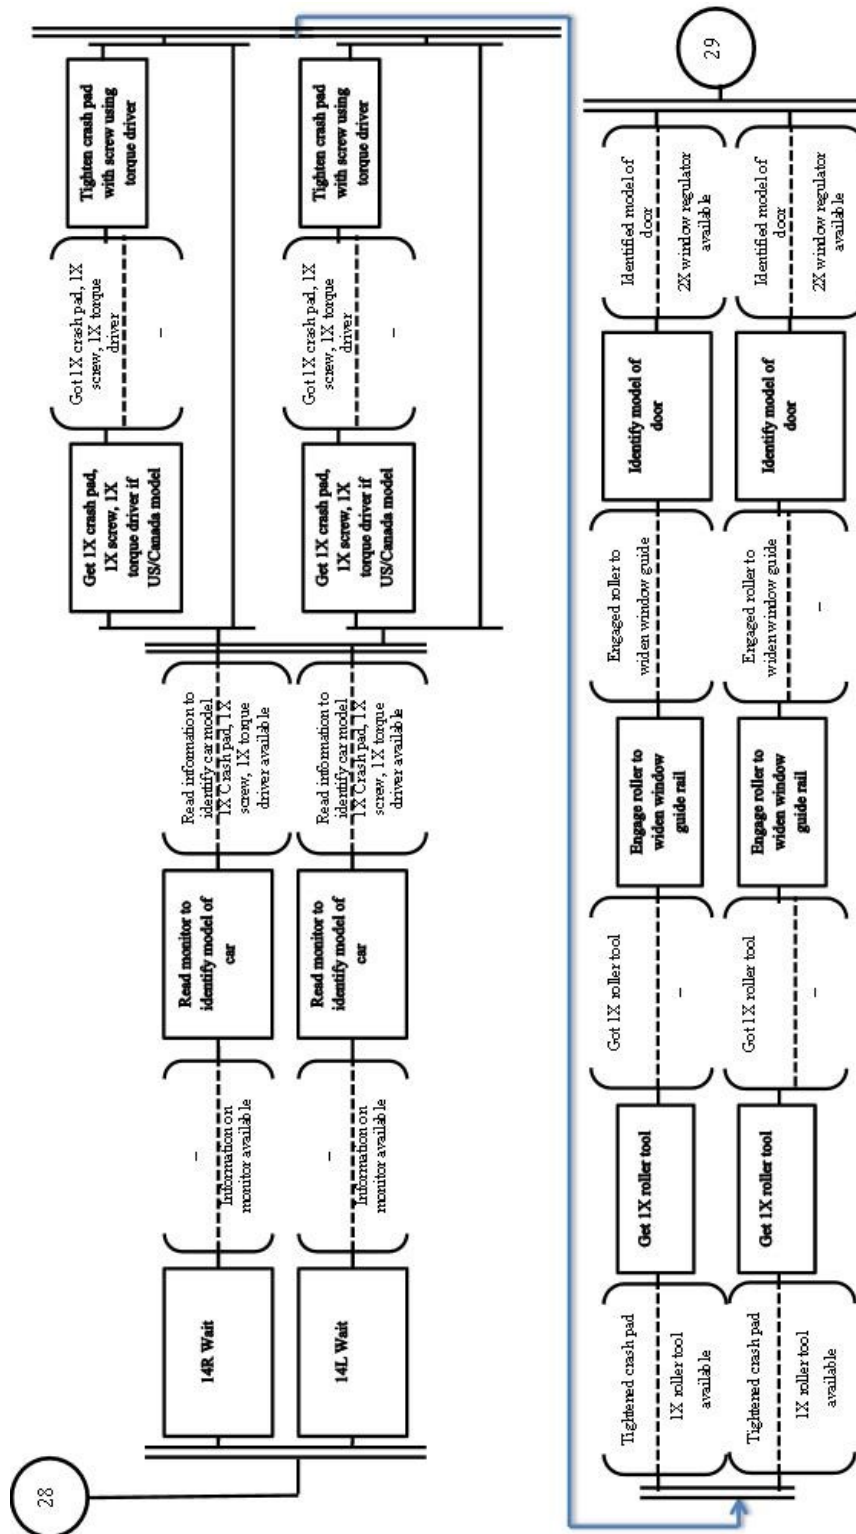 28
14R Wait
–
Information on
monitor available
Read monitor to
identify model of
car
Read information to
identify car model
1X Crash pad, 1X
screw, 1X torque
driver available
Get 1X crash pad,
1X screw, 1X
torque driver if
US/Canada model
Got 1X crash pad, 1X
screw, 1X torque
driver
–
Tighten crash pad
with screw using
torque driver
14L Wait
–
Information on
monitor available
Read monitor to
identify model of
car
Read information to
identify car model
1X Crash pad, 1X
screw, 1X torque
driver available
Get 1X crash pad,
1X screw, 1X
torque driver if
US/Canada model
Got 1X crash pad, 1X
screw, 1X torque
driver
–
Tighten crash pad
with screw using
torque driver
Tightened crash pad
1X roller tool
available
Get 1X roller tool
Got 1X roller tool
–
Engage roller to
widen window
guide rail
Engaged roller to
widen window guide
–
Identify model of
door
Identified model of
door
2X window regulator
available
Tightened crash pad
1X roller tool
available
Get 1X roller tool
Got 1X roller tool
–
Engage roller to
widen window
guide rail
Engaged roller to
widen window guide
–
Identify model of
door
Identified model of
door
2X window regulator
available
29